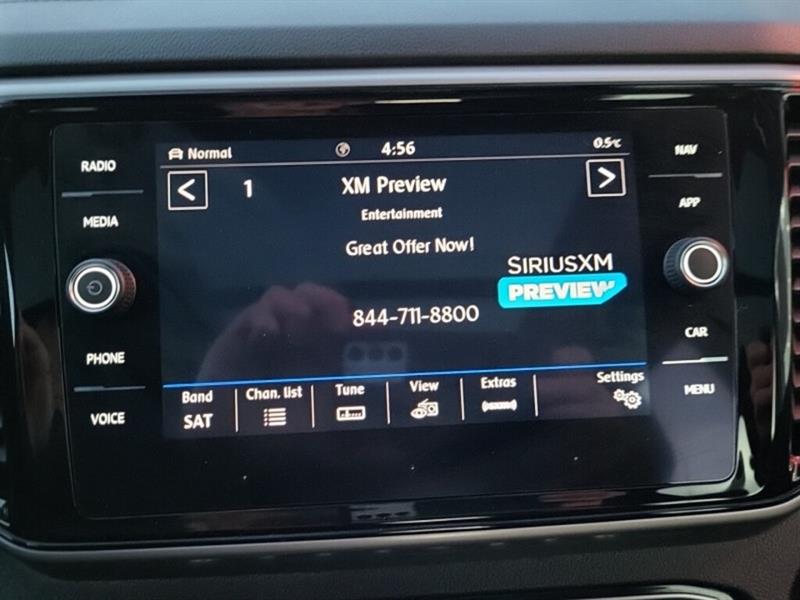 Normal 4:56 0.5°C
RADIO
MEDIA
PHONE
VOICE
1 XM Preview
Entertainment
Great Offer Now!
SIRIUSXM
PREVIEW
844-711-8800
Band Chan. list Tune View Extras Settings
SAT
NAV
APP
CAR
MENU